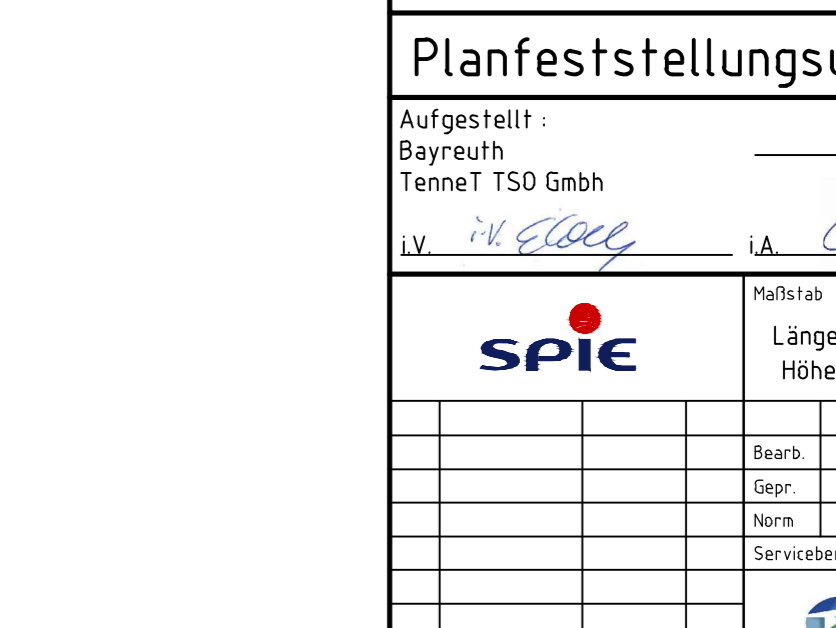 Planfeststellungsu
Aufgestellt :
Bayreuth
TenneT TSO Gmbh
i.V. i.V.
i.A.
SPIE
Maßstab
Länge
Höhe
Bearb.
Gepr.
Norm
Servicebe